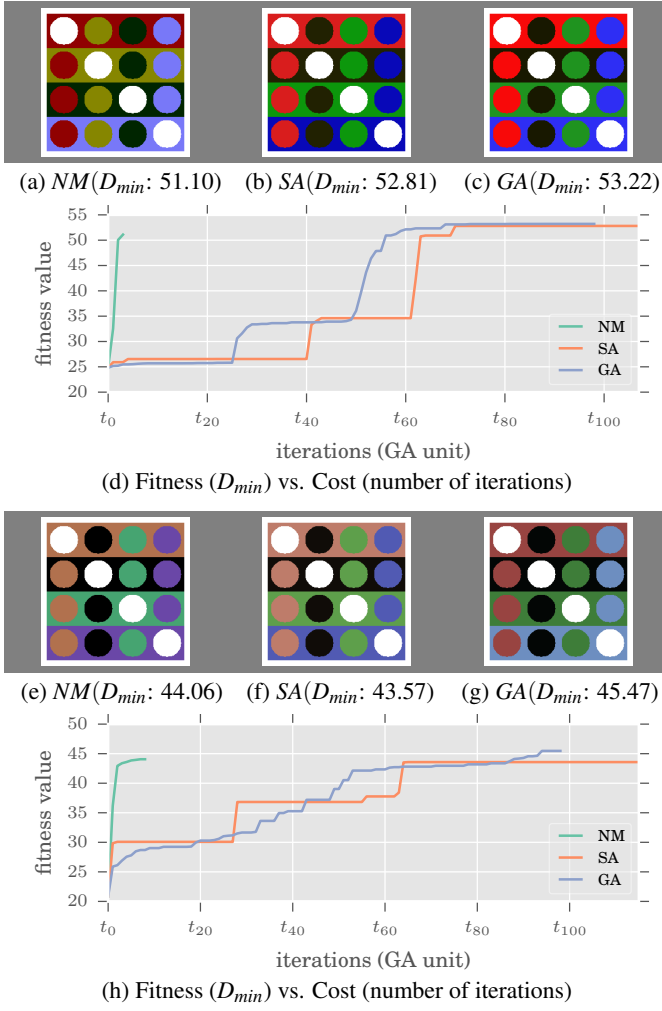 (a) NM(Dmin: 51.10) (b) SA(Dmin: 52.81) (c) GA(Dmin: 53.22)
55
50
45
40
35
30
25
20
fitness value
NM
SA
GA
t0 t20 t40 t60 t80 t100
iterations (GA unit)
(d) Fitness (Dmin) vs. Cost (number of iterations)
(e) NM(Dmin: 44.06) (f) SA(Dmin: 43.57) (g) GA(Dmin: 45.47)
50
45
40
35
30
25
20
fitness value
NM
SA
GA
t0 t20 t40 t60 t80 t100
iterations (GA unit)
(h) Fitness (Dmin) vs. Cost (number of iterations)